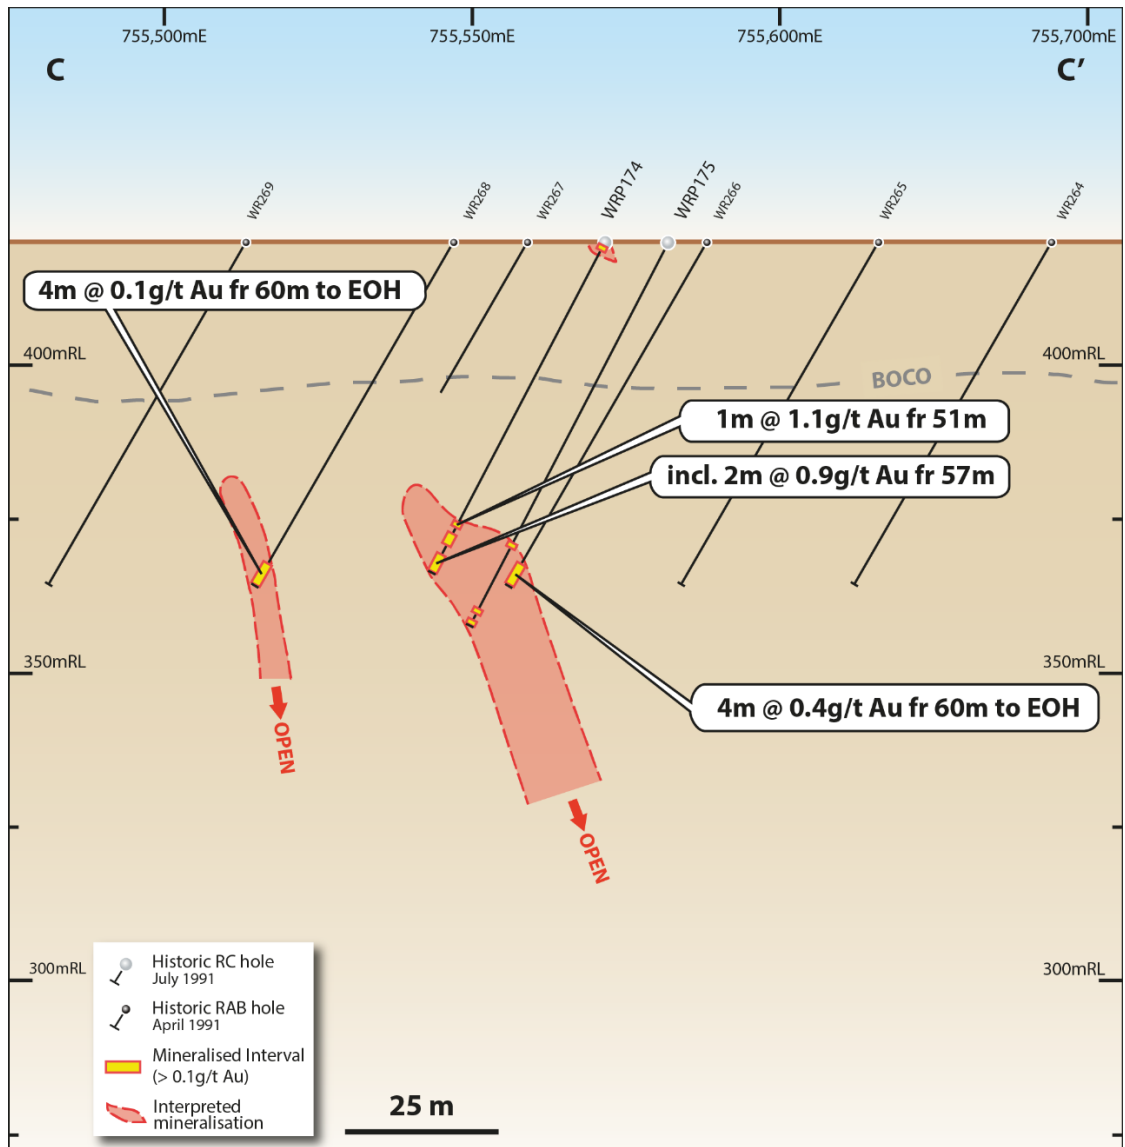 755,500mE
755,550mE
755,600mE
755,700mE
C
C’
WR269
WR268
WR267
WRP174
WRP175
WR266
WR265
WR264
4m @ 0.1g/t Au fr 60m to EOH
400mRL
400mRL
BOCO
1m @ 1.1g/t Au fr 51m
incl. 2m @ 0.9g/t Au fr 57m
350mRL
350mRL
4m @ 0.4g/t Au fr 60m to EOH
OPEN
OPEN
300mRL
300mRL
Historic RC hole
July 1991
Historic RAB hole
April 1991
Mineralised Interval
(> 0.1g/t Au)
Interpreted
mineralisation
25 m